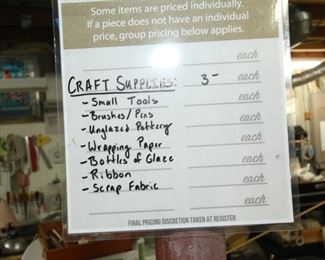 Some items are priced individually.
If a piece does not have an individual
price, group pricing below applies.
each
CRAFT SUPPLIES: 3- each
- Small Tools each
- Brushes/Pens each
- Unglazed Pottery each
- Wrapping Paper each
- Bottles of Glaze each
- Ribbon each
- Scrap Fabric each
each
FINAL PRICING DISCRETION TAKEN AT REGISTER